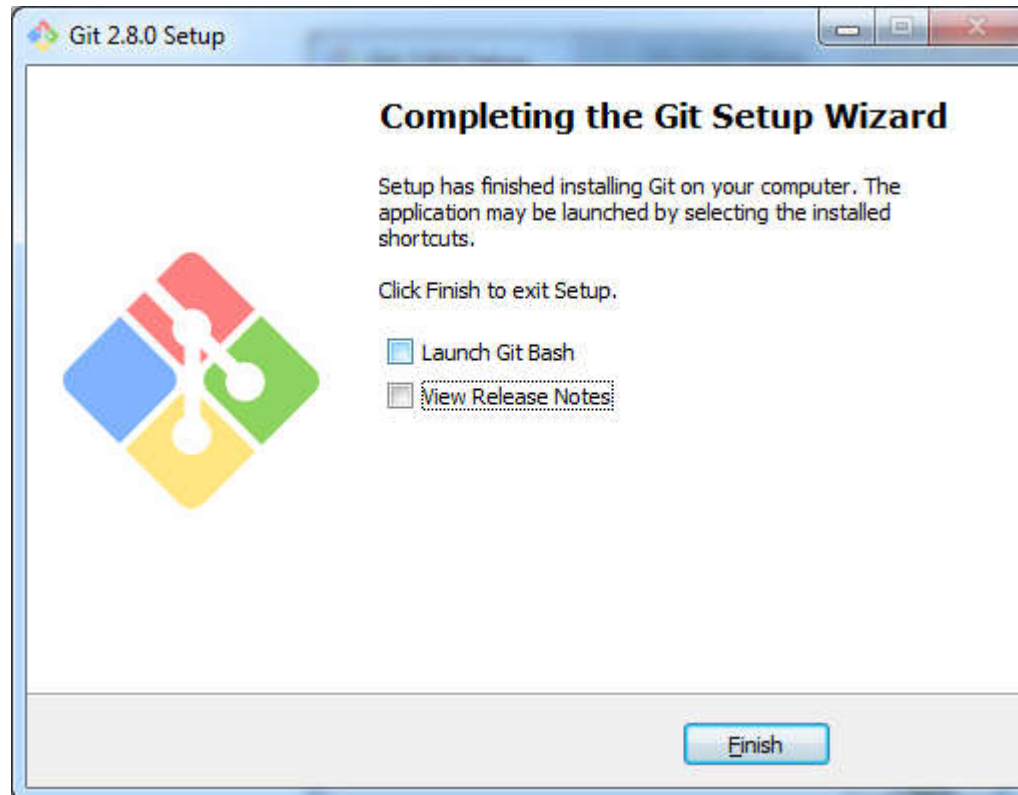 Git 2.8.0 Setup
Completing the Git Setup Wizard
Setup has finished installing Git on your computer. The
application may be launched by selecting the installed
shortcuts.
Click Finish to exit Setup.
Launch Git Bash
View Release Notes
Finish